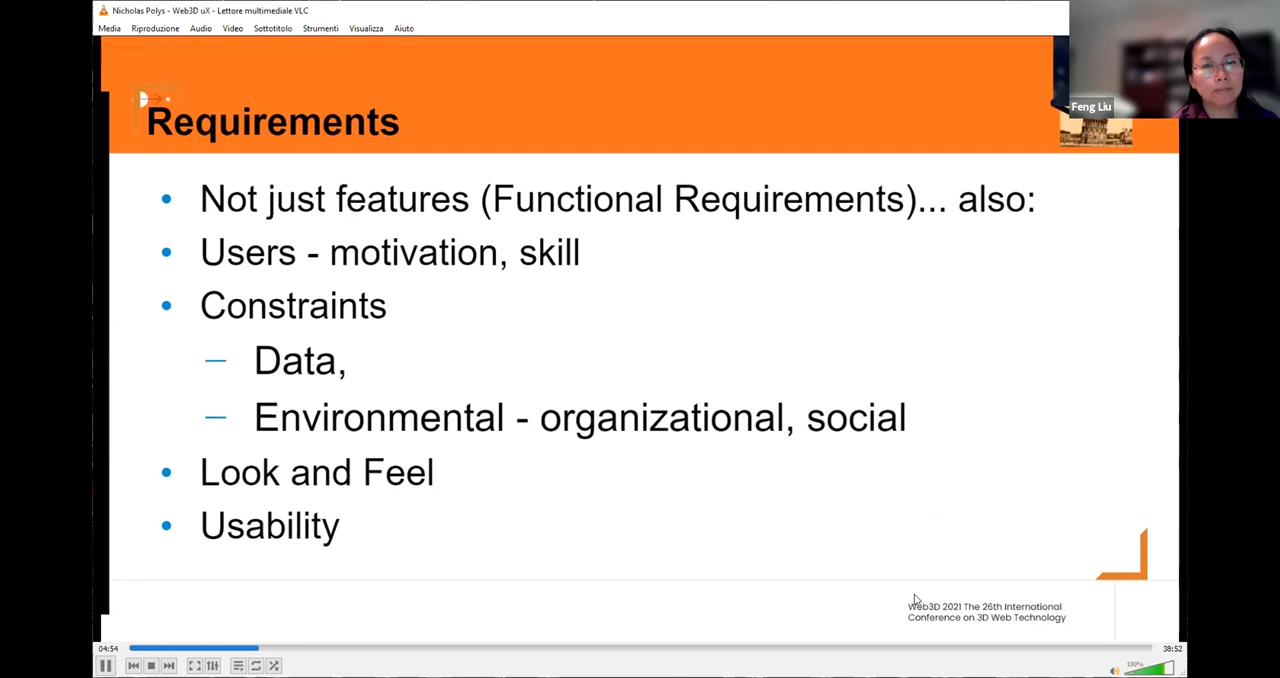 Nicholas Polys - Web3D uX - Lettore multimediale VLC
Media Riproduzione Audio Video Sottotitolo Strumenti Visualizza Aiuto
Feng Liu
Requirements
• Not just features (Functional Requirements)... also:
• Users - motivation, skill
• Constraints
– Data,
– Environmental - organizational, social
• Look and Feel
• Usability
Web3D 2021 The 26th International
Conference on 3D Web Technology
04:54
38:52
100%